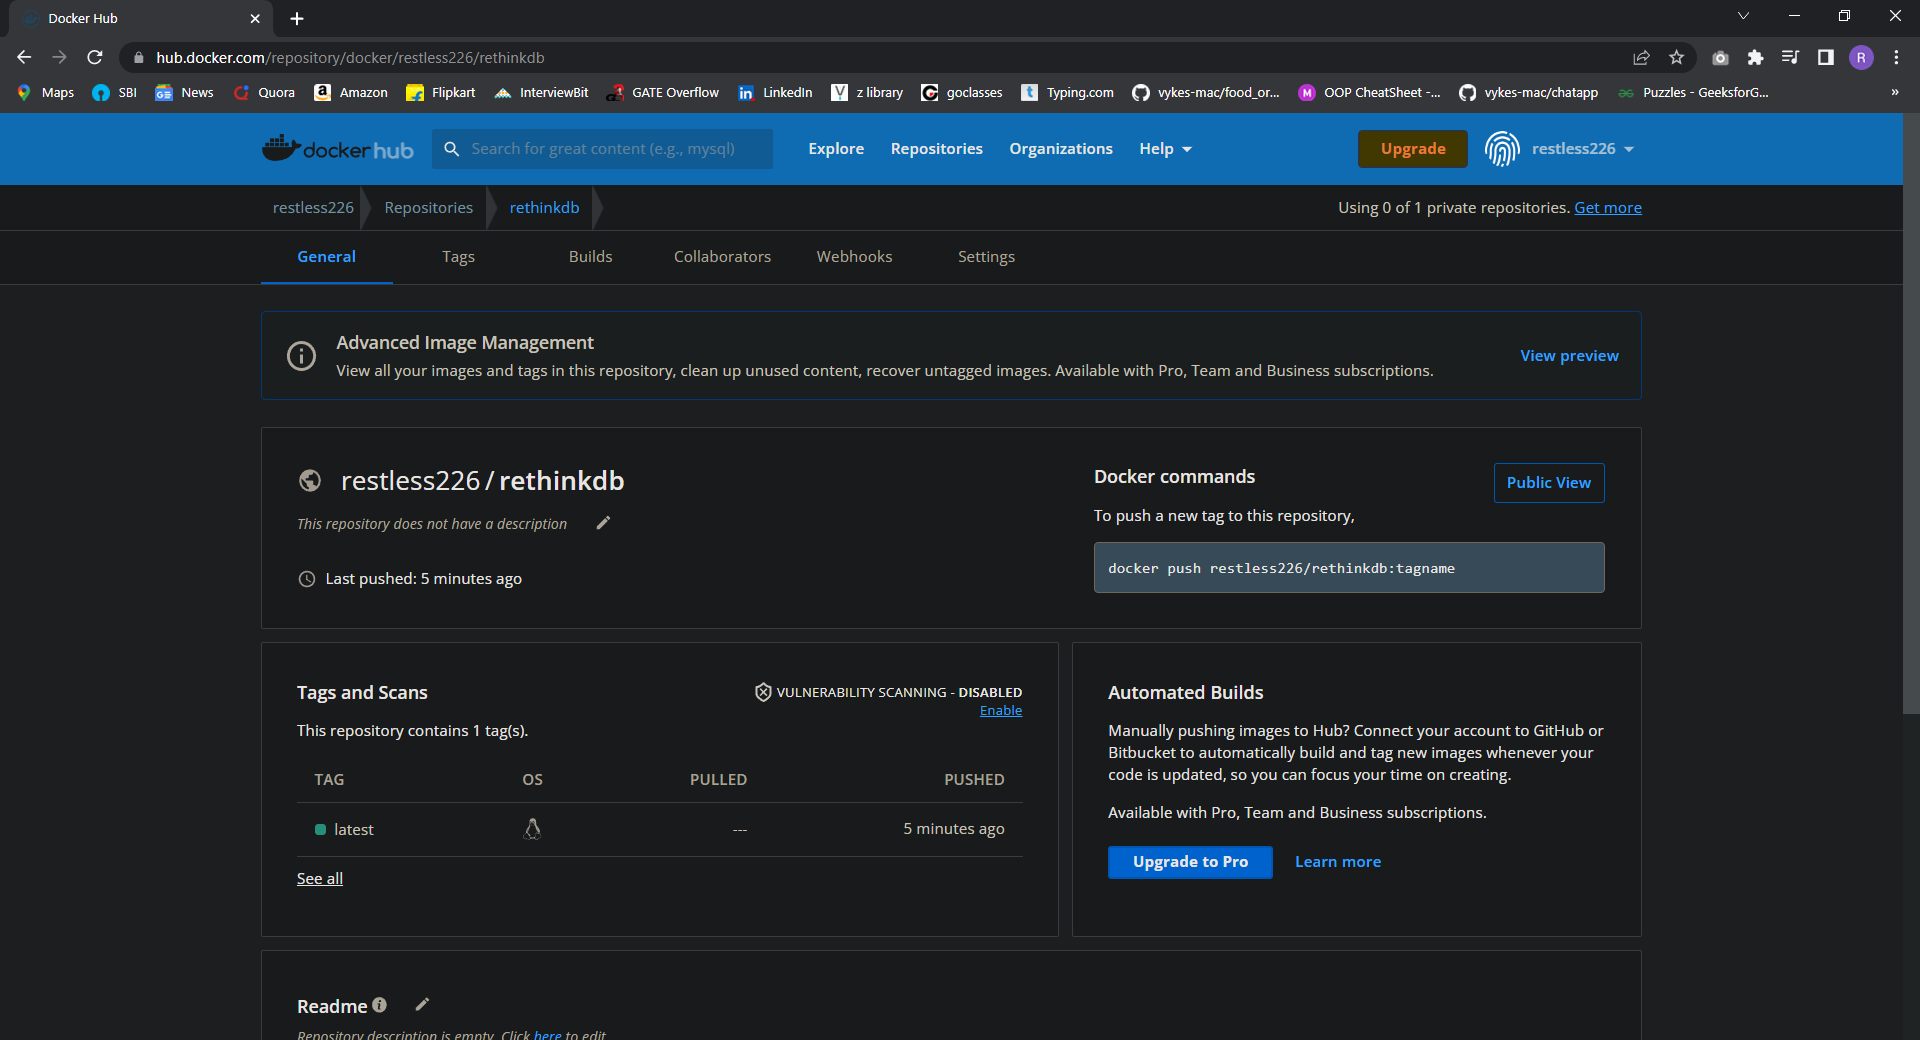 Docker Hub
hub.docker.com/repository/docker/restless226/rethinkdb
R
Maps SBI News Quora Amazon Flipkart InterviewBit GATE Overflow LinkedIn z library goclasses Typing.com vykes-mac/food_or... OOP CheatSheet -... vykes-mac/chatapp Puzzles - GeeksforG... »
docker hub Search for great content (e.g., mysql) Explore Repositories Organizations Help Upgrade restless226
restless226 Repositories rethinkdb Using 0 of 1 private repositories. Get more
General Tags Builds Collaborators Webhooks Settings
Advanced Image Management
View all your images and tags in this repository, clean up unused content, recover untagged images. Available with Pro, Team and Business subscriptions.
View preview
restless226 / rethinkdb
This repository does not have a description
Last pushed: 5 minutes ago
Docker commands
Public View
To push a new tag to this repository,
docker push restless226/rethinkdb:tagname
Tags and Scans
VULNERABILITY SCANNING - DISABLED
Enable
This repository contains 1 tag(s).
TAG OS PULLED PUSHED
latest --- 5 minutes ago
See all
Automated Builds
Manually pushing images to Hub? Connect your account to GitHub or
Bitbucket to automatically build and tag new images whenever your
code is updated, so you can focus your time on creating.
Available with Pro, Team and Business subscriptions.
Upgrade to Pro Learn more
Readme
Repository description is empty. Click here to edit